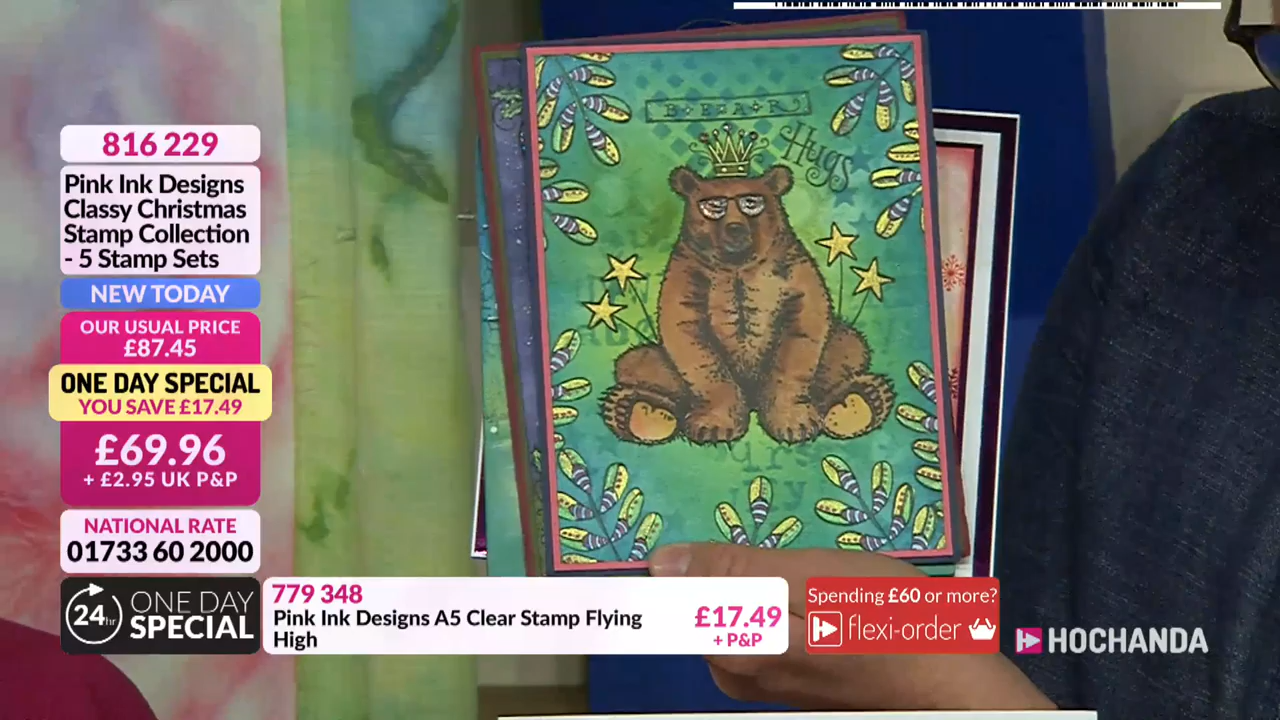 816 229
Pink Ink Designs
Classy Christmas
Stamp Collection
- 5 Stamp Sets
NEW TODAY
OUR USUAL PRICE
£87.45
ONE DAY SPECIAL
YOU SAVE £17.49
£69.96
+ £2.95 UK P&P
NATIONAL RATE
01733 60 2000
24hr
ONE DAY
SPECIAL
779 348
Pink Ink Designs A5 Clear Stamp Flying
High
£17.49
+ P&P
Spending £60 or more?
flexi-order
HOCHANDA
BEAR
Hugs